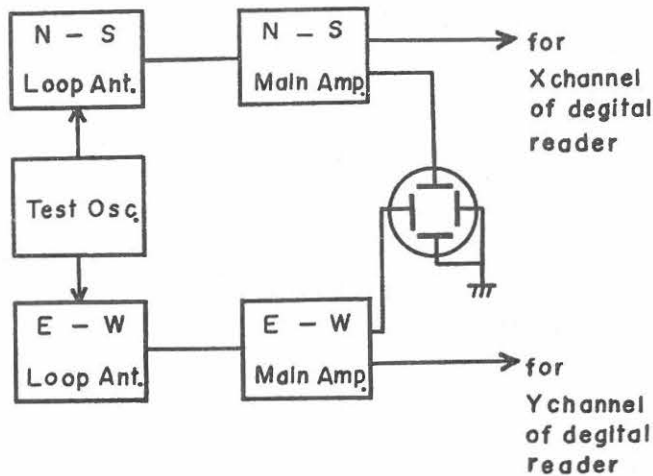 N – S
Loop Ant.
N – S
Main Amp.
for
X channel
of degital
reader
Test Osc.
E – W
Loop Ant.
E – W
Main Amp.
for
Y channel
of degital
reader